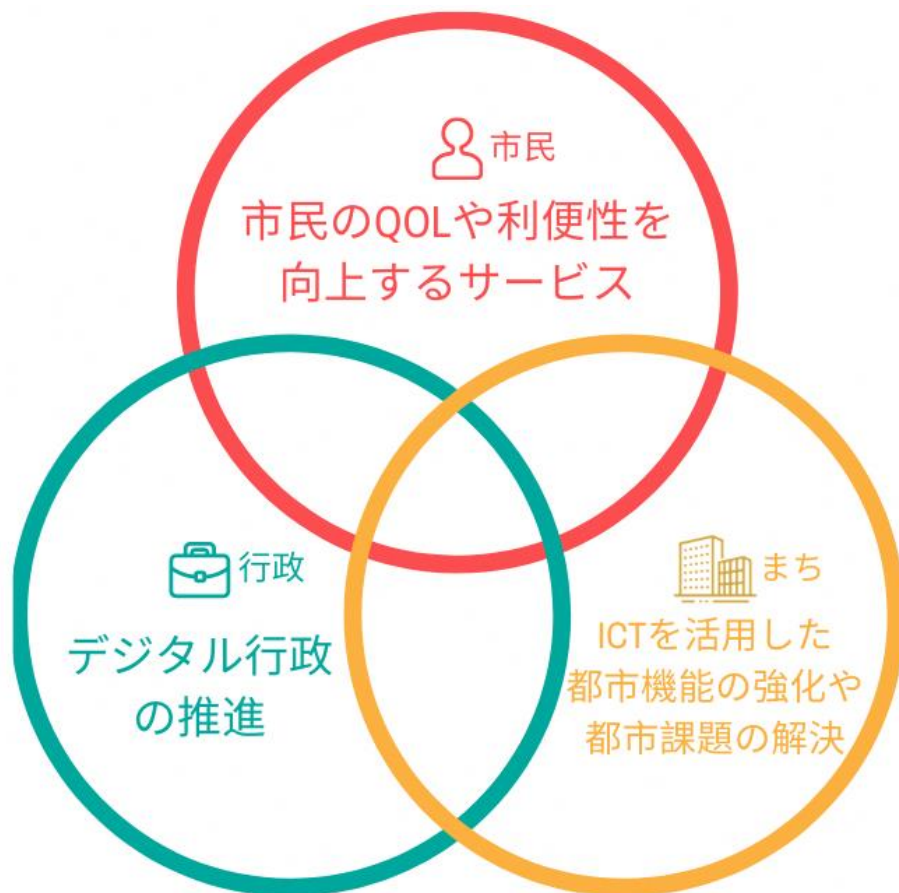 市民
市民のQOLや利便性を
向上するサービス
行政
デジタル行政
の推進
まち
ICTを活用した
都市機能の強化や
都市課題の解決